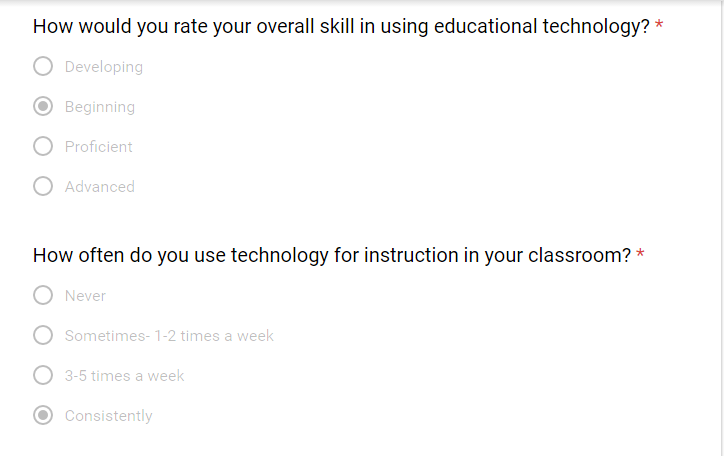 How would you rate your overall skill in using educational technology? *
Developing
Beginning
Proficient
Advanced
How often do you use technology for instruction in your classroom? *
Never
Sometimes- 1-2 times a week
3-5 times a week
Consistently